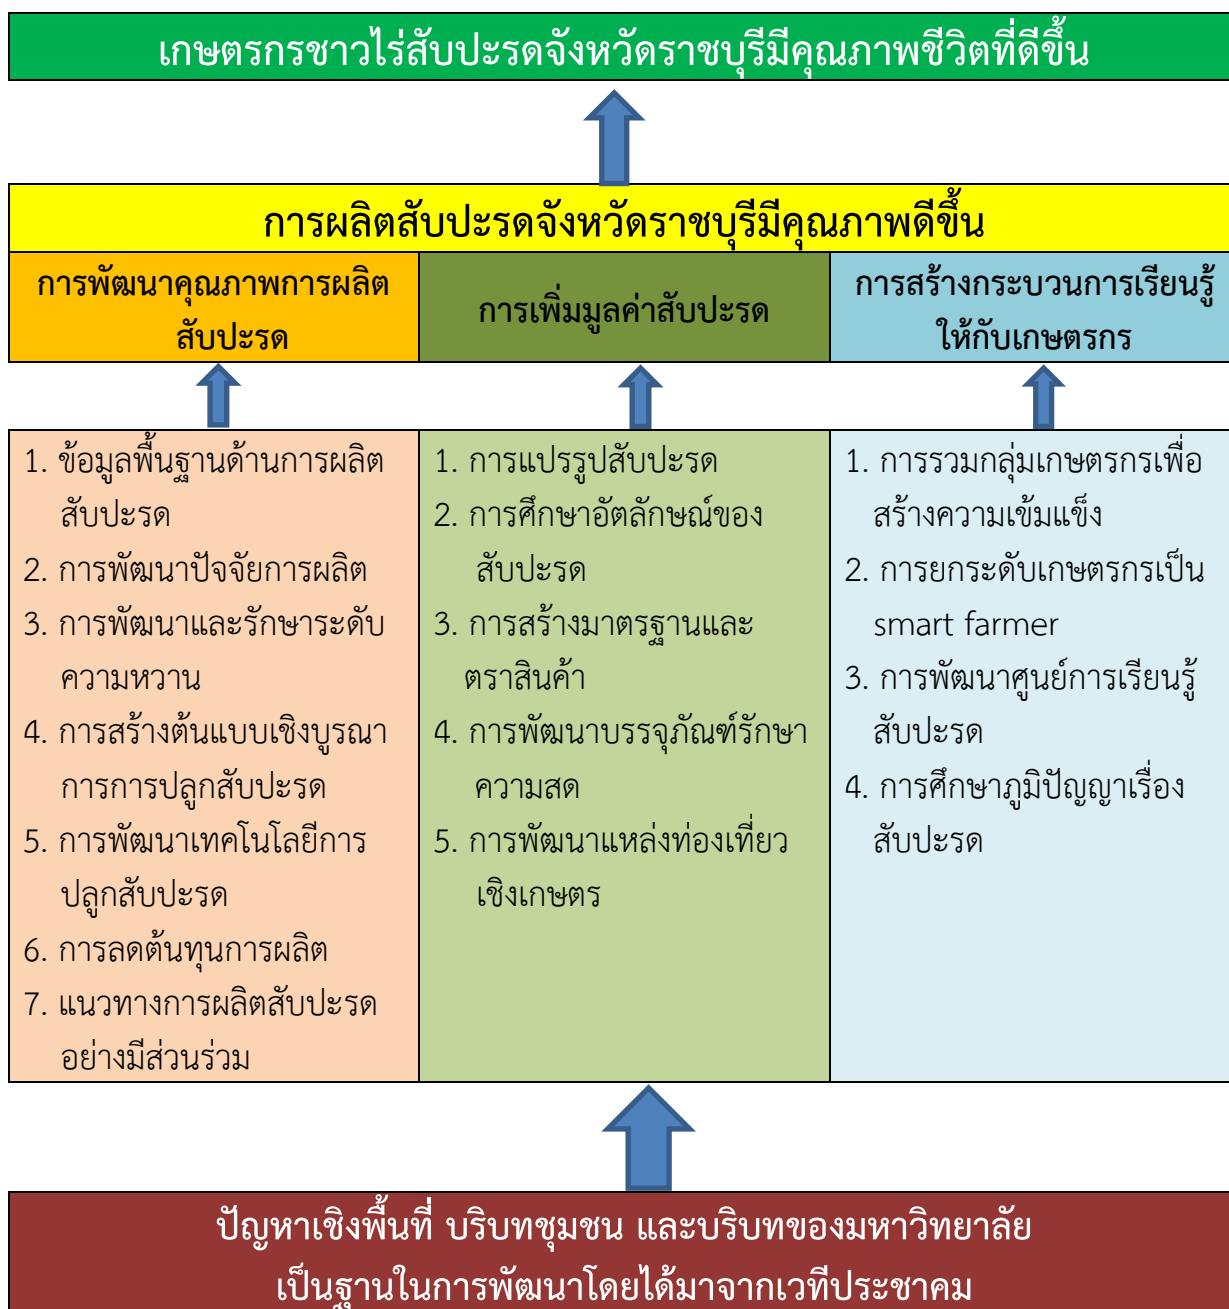 เกษตรกรชาวไร่สับปะรดจังหวัดราชบุรีมีคุณภาพชีวิตที่ดีขึ้น
การผลิตสับปะรดจังหวัดราชบุรีมีคุณภาพดีขึ้น
การพัฒนาคุณภาพการผลิต
สับปะรด
การเพิ่มมูลค่าสับปะรด
การสร้างกระบวนการเรียนรู้
ให้กับเกษตรกร
1. ข้อมูลพื้นฐานด้านการผลิต
สับปะรด
2. การพัฒนาปัจจัยการผลิต
3. การพัฒนาและรักษาระดับ
ความหวาน
4. การสร้างต้นแบบเชิงบูรณา
การการปลูกสับปะรด
5. การพัฒนาเทคโนโลยีการ
ปลูกสับปะรด
6. การลดต้นทุนการผลิต
7. แนวทางการผลิตสับปะรด
อย่างมีส่วนร่วม
1. การแปรรูปสับปะรด
2. การศึกษาอัตลักษณ์ของ
สับปะรด
3. การสร้างมาตรฐานและ
ตราสินค้า
4. การพัฒนาบรรจุภัณฑ์รักษา
ความสด
5. การพัฒนาแหล่งท่องเที่ยว
เชิงเกษตร
1. การรวมกลุ่มเกษตรกรเพื่อ
สร้างความเข้มแข็ง
2. การยกระดับเกษตรกรเป็น
smart farmer
3. การพัฒนาศูนย์การเรียนรู้
สับปะรด
4. การศึกษาภูมิปัญญาเรื่อง
สับปะรด
ปัญหาเชิงพื้นที่ บริบทชุมชน และบริบทของมหาวิทยาลัย
เป็นฐานในการพัฒนาโดยได้มาจากเวทีประชาคม